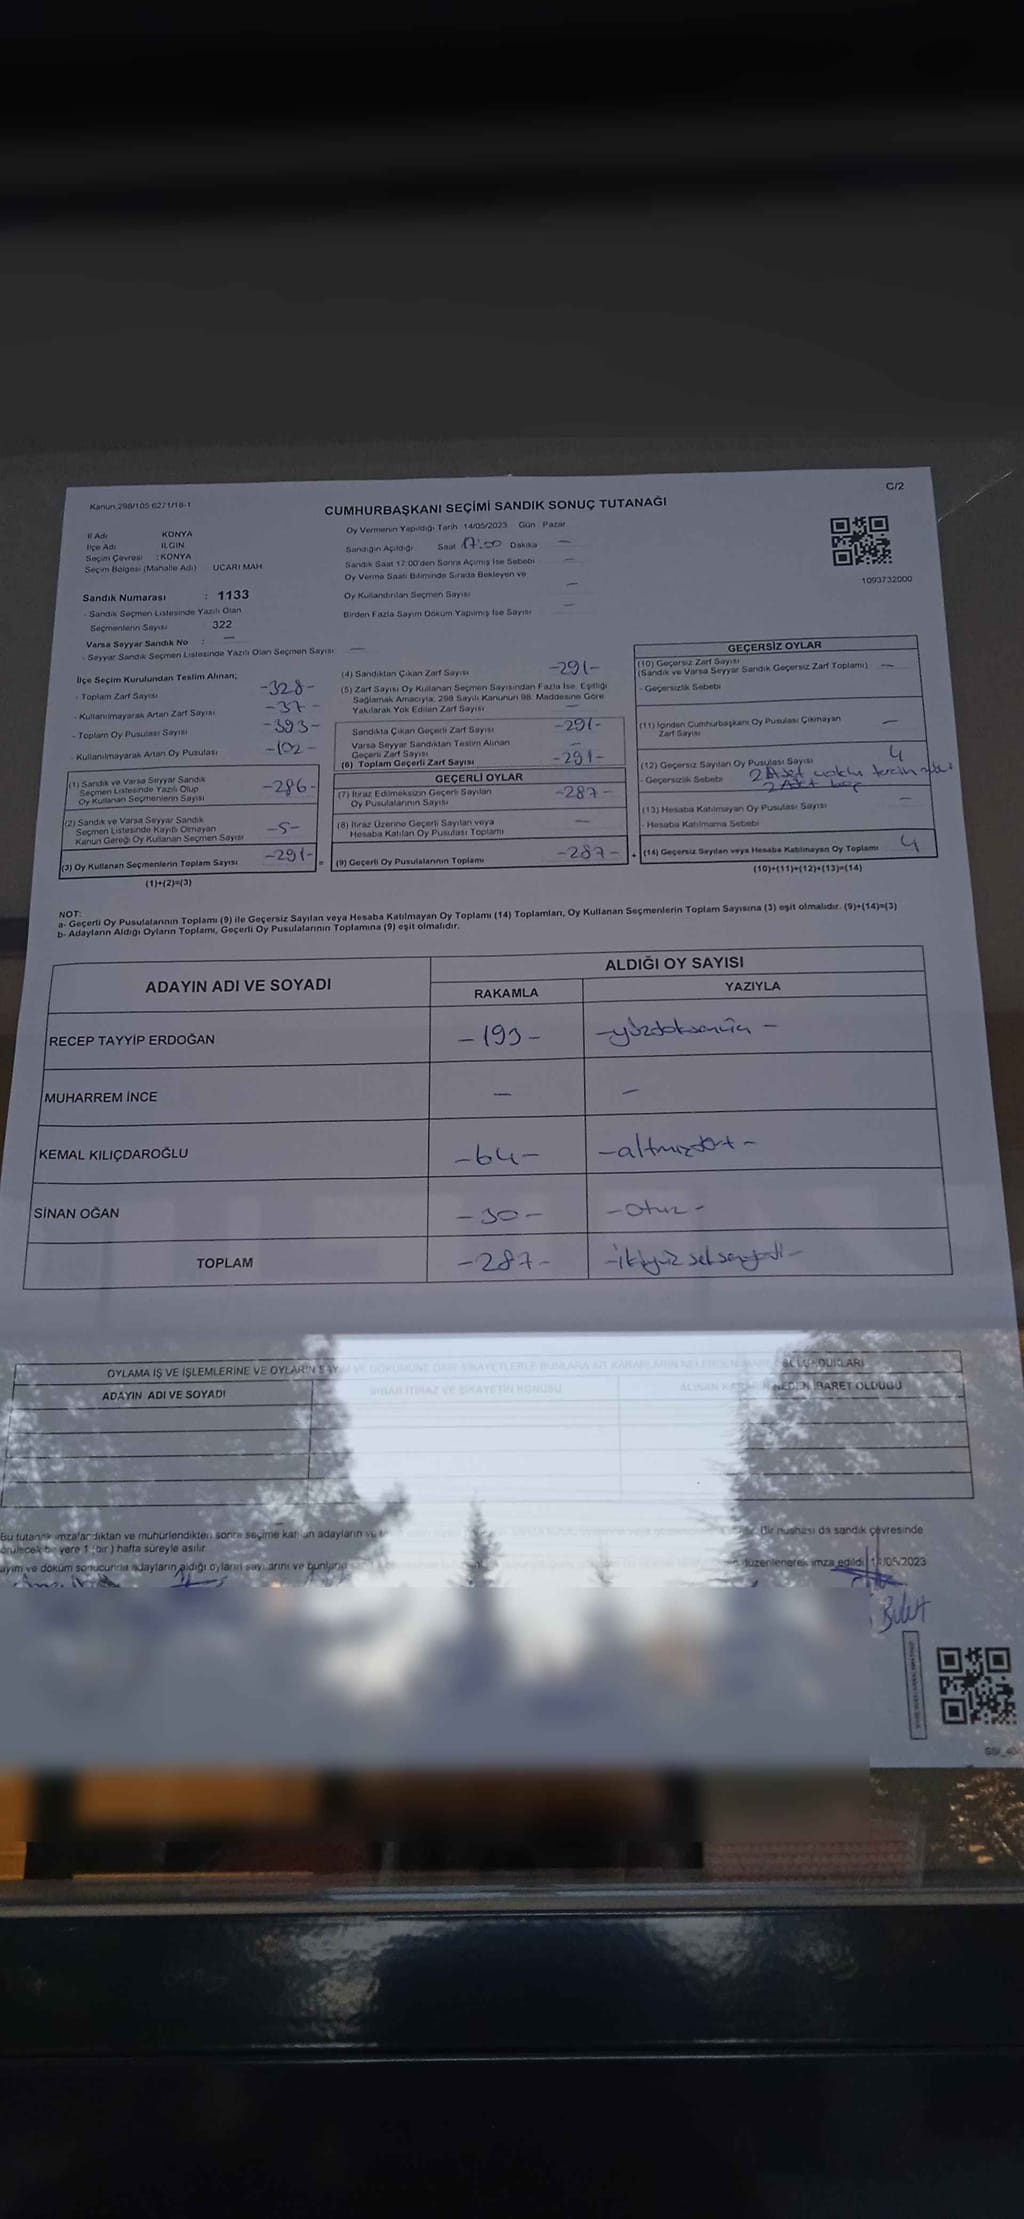 Kanun 298/105 6271/18-1
C/2
CUMHURBAŞKANI SEÇİMİ SANDIK SONUÇ TUTANAĞI
İl Adı KONYA
İlçe Adı ILGIN
Seçim Çevresi : KONYA
Seçim Bölgesi (Mahalle Adı) UCARI MAH
Sandık Numarası : 1133
- Sandık Seçmen Listesinde Yazılı Olan
Seçmenlerin Sayısı 322
Varsa Seyyar Sandık No : —
- Seyyar Sandık Seçmen Listesinde Yazılı Olan Seçmen Sayısı —
Oy Vermenin Yapıldığı Tarih 14/05/2023 Gün Pazar
Sandığın Açıldığı Saat 17:00 Dakika —
Sandık Saat 17:00'den Sonra Açılmış İse Sebebi —
Oy Verme Saati Bitiminde Sırada Bekleyen ve
Oy Kullandırılan Seçmen Sayısı —
Birden Fazla Sayım Döküm Yapılmış İse Sayısı —
1093732000
İlçe Seçim Kurulundan Teslim Alınan;
- Toplam Zarf Sayısı -328-
- Kullanılmayarak Artan Zarf Sayısı -37-
- Toplam Oy Pusulası Sayısı -393-
- Kullanılmayarak Artan Oy Pusulası -102-
(1) Sandık ve Varsa Seyyar Sandık
Seçmen Listesinde Yazılı Olup
Oy Kullanan Seçmenlerin Sayısı -286-
(2) Sandık ve Varsa Seyyar Sandık
Seçmen Listesinde Kayıtlı Olmayan
Kanun Gereği Oy Kullanan Seçmen Sayısı -5-
(3) Oy Kullanan Seçmenlerin Toplam Sayısı -291-
(1)+(2)=(3)
(4) Sandıktan Çıkan Zarf Sayısı -291-
(5) Zarf Sayısı Oy Kullanan Seçmen Sayısından Fazla İse, Eşitliği
Sağlamak Amacıyla, 298 Sayılı Kanunun 98. Maddesine Göre
Yakılarak Yok Edilen Zarf Sayısı —
Sandıkta Çıkan Geçerli Zarf Sayısı -291-
Varsa Seyyar Sandıktan Teslim Alınan
Geçerli Zarf Sayısı —
(6) Toplam Geçerli Zarf Sayısı -291-
GEÇERLİ OYLAR
(7) İtiraz Edilmeksizin Geçerli Sayılan
Oy Pusulalarının Sayısı -287-
(8) İtiraz Üzerine Geçerli Sayılan veya
Hesaba Katılan Oy Pusulası Toplamı —
= (9) Geçerli Oy Pusulalarının Toplamı -287-
GEÇERSİZ OYLAR
(10) Geçersiz Zarf Sayısı
(Sandık ve Varsa Seyyar Sandık Geçersiz Zarf Toplamı) —
- Geçersizlik Sebebi
(11) İçinden Cumhurbaşkanı Oy Pusulası Çıkmayan
Zarf Sayısı —
(12) Geçersiz Sayılan Oy Pusulası Sayısı 4
- Geçersizlik Sebebi 2 Adet
2 Adet boş
(13) Hesaba Katılmayan Oy Pusulası Sayısı —
- Hesaba Katılmama Sebebi
+ (14) Geçersiz Sayılan veya Hesaba Katılmayan Oy Toplamı 4
(10)+(11)+(12)+(13)=(14)
NOT:
a- Geçerli Oy Pusulalarının Toplamı (9) ile Geçersiz Sayılan veya Hesaba Katılmayan Oy Toplamı (14) Toplamları, Oy Kullanan Seçmenlerin Toplam Sayısına (3) eşit olmalıdır. (9)+(14)=(3)
b- Adayların Aldığı Oyların Toplamı, Geçerli Oy Pusulalarının Toplamına (9) eşit olmalıdır.
ADAYIN ADI VE SOYADI ALDIĞI OY SAYISI
RAKAMLA YAZIYLA
RECEP TAYYİP ERDOĞAN -193- -yüzdoksanüç-
MUHARREM İNCE — —
KEMAL KILIÇDAROĞLU -64- -altmışdört-
SİNAN OĞAN -30- -otuz-
TOPLAM -287- -ikiyüz seksenyedi-
OYLAMA İŞ VE İŞLEMLERİNE VE OYLARIN SAYIM VE DÖKÜMÜNE DAİR ŞİKAYETLERLE BUNLARA AİT KARARLARIN NELERDEN İBARET BULUNDUKLARI
ADAYIN ADI VE SOYADI
İTİRAZ VE ŞİKAYETİN KONUSU
ALINAN KARARIN NEDEN İBARET OLDUĞU
Bu tutanak imzalandıktan ve mühürlendikten sonra seçime katılan adayların ve bir nüshası da sandık çevresinde
bir yere 1 (bir) hafta süreyle asılır.
ve döküm sonucunda adayların aldığı oyların sayılarını ve düzenlenerek imza edildi. /05/2023
Bulut